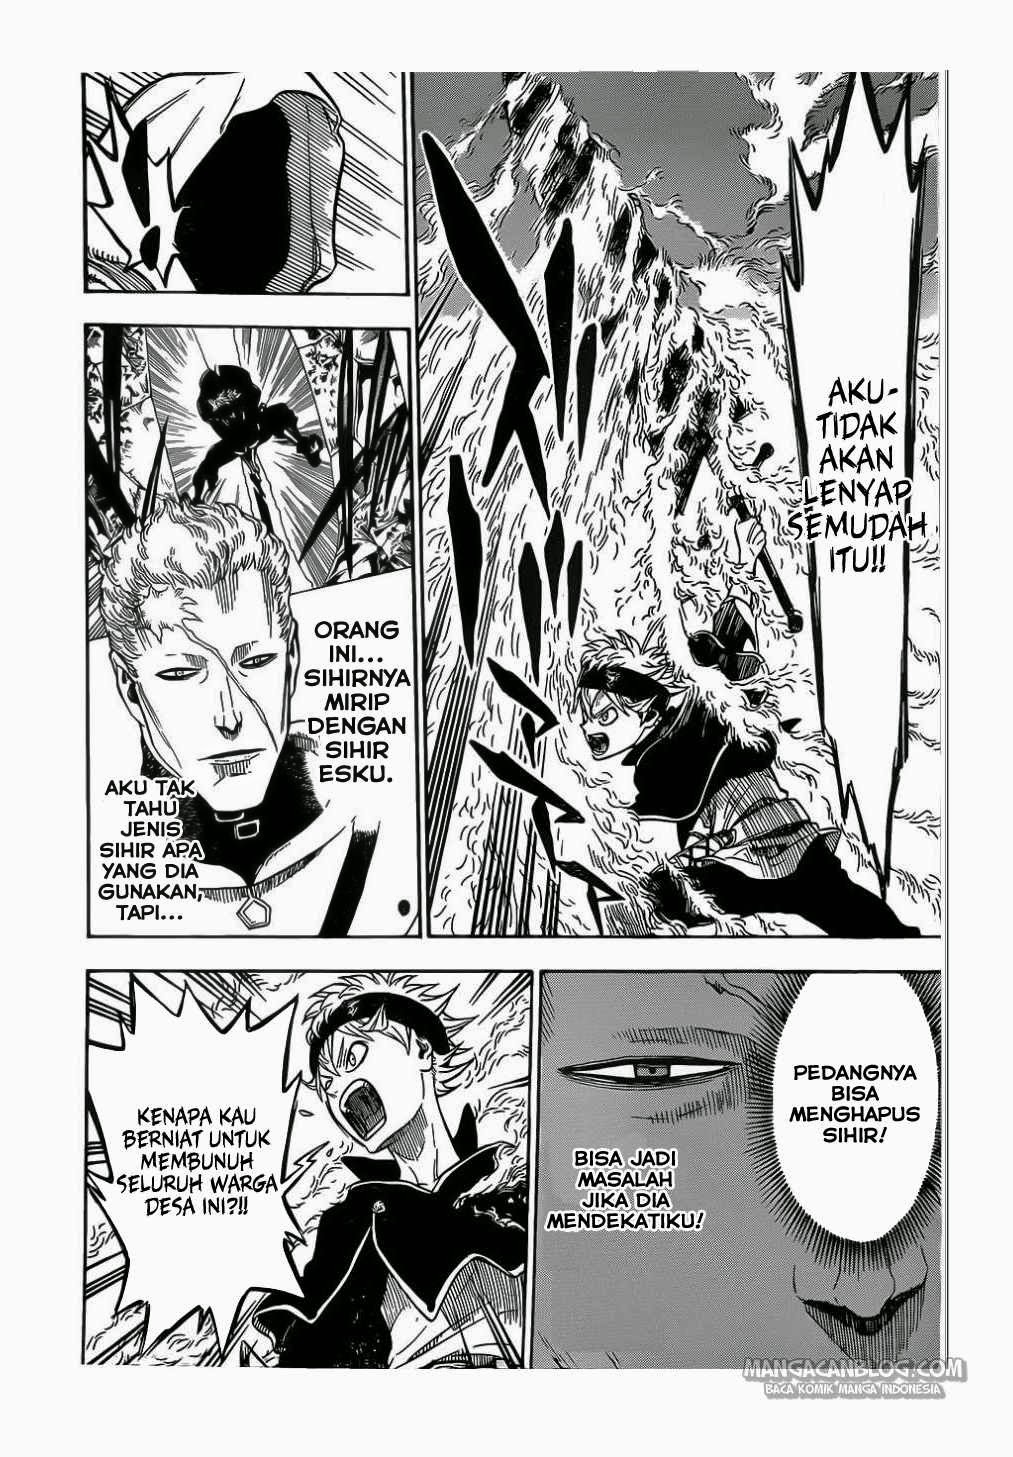 AKU-
TIDAK
AKAN
LENYAP
SEMUDAH
ITU!!
ORANG
INI...
SIHIRNYA
MIRIP
DENGAN
SIHIR
ESKU.
AKU TAK
TAHU
JENIS
SIHIR APA
YANG DIA
GUNAKAN,
TAPI...
PEDANGNYA
BISA
MENGHAPUS
SIHIR!
BISA JADI
MASALAH
JIKA DIA
MENDEKATIKU!
KENAPA KAU
BERNIAT UNTUK
MEMBUNUH
SELURUH WARGA
DESA INI?!!
MANGACANBLOG.COM
BACA KOMIK MANGA INDONESIA